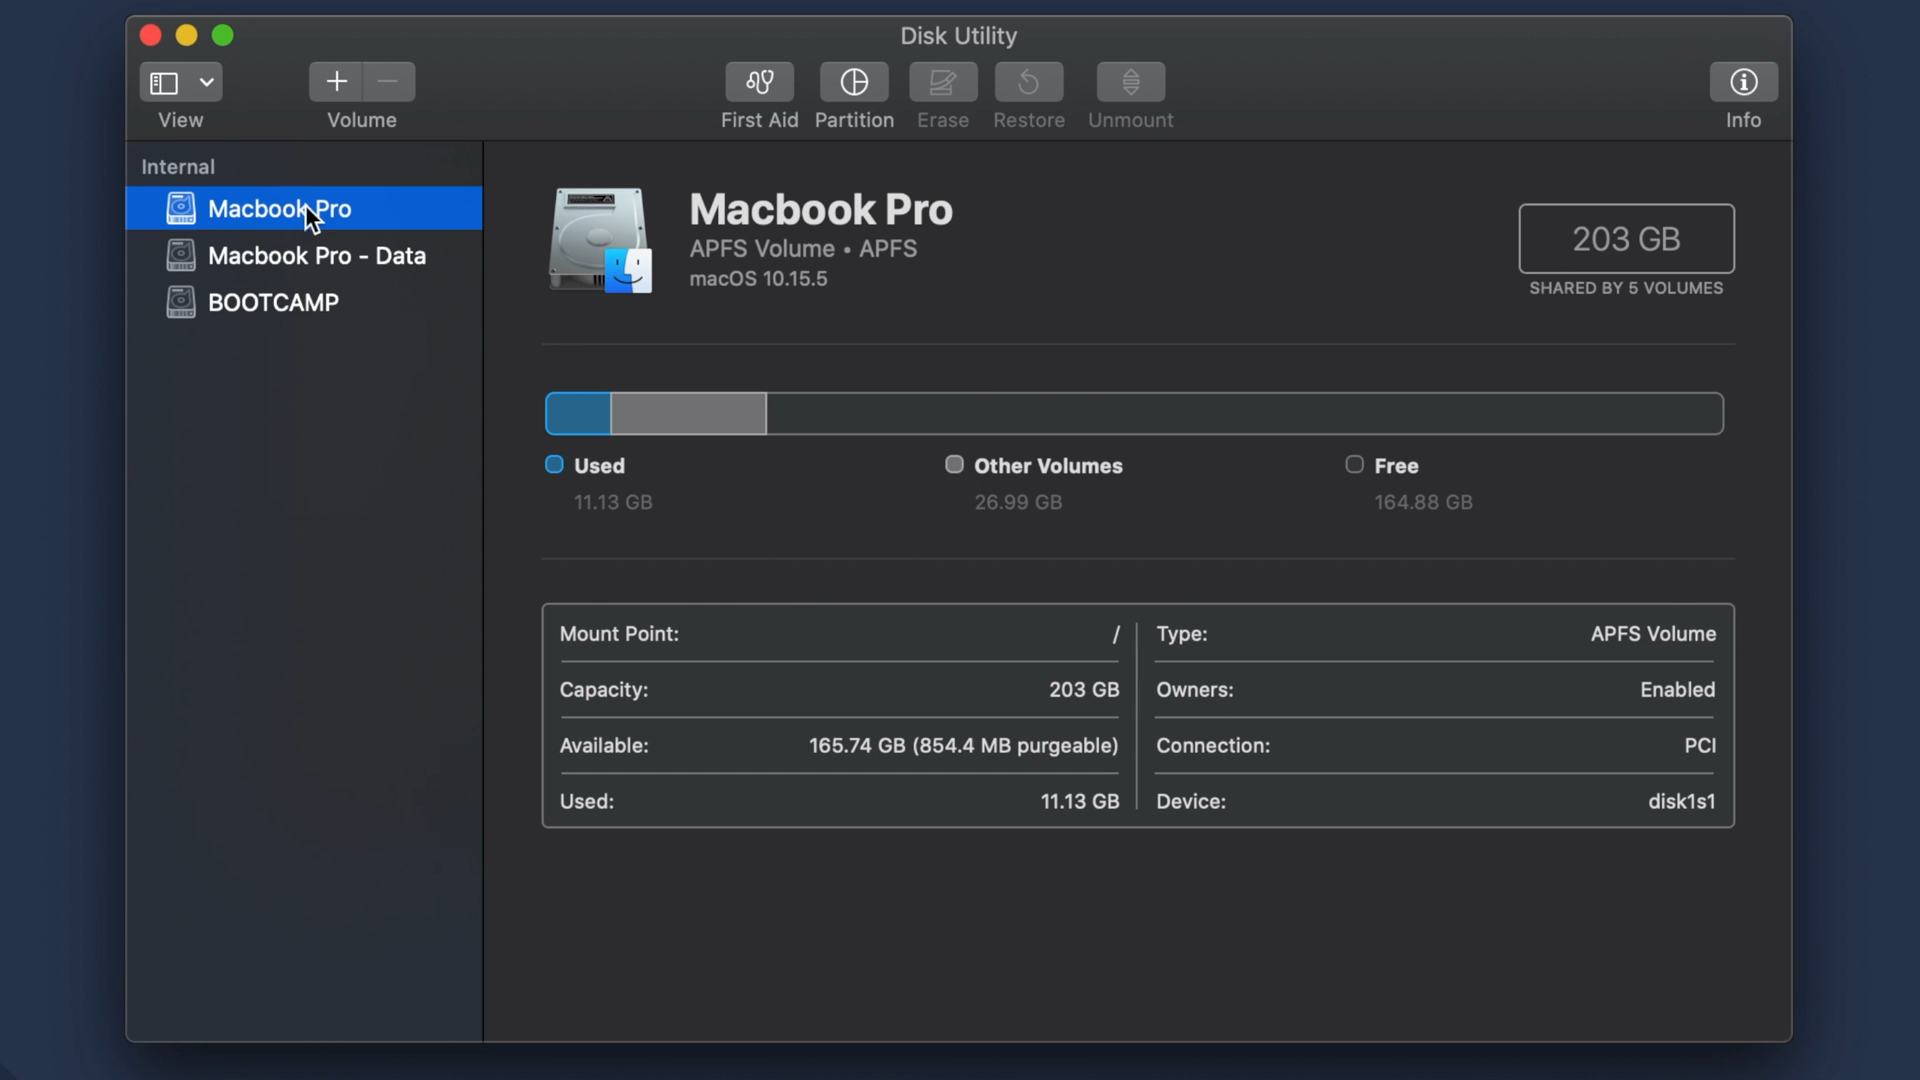 Disk Utility
View
Volume
First Aid
Partition
Erase
Restore
Unmount
Info
Internal
Macbook Pro
Macbook Pro - Data
BOOTCAMP
Macbook Pro
APFS Volume • APFS
macOS 10.15.5
203 GB
SHARED BY 5 VOLUMES
Used
11.13 GB
Other Volumes
26.99 GB
Free
164.88 GB
Mount Point: /
Capacity: 203 GB
Available: 165.74 GB (854.4 MB purgeable)
Used: 11.13 GB
Type: APFS Volume
Owners: Enabled
Connection: PCI
Device: disk1s1